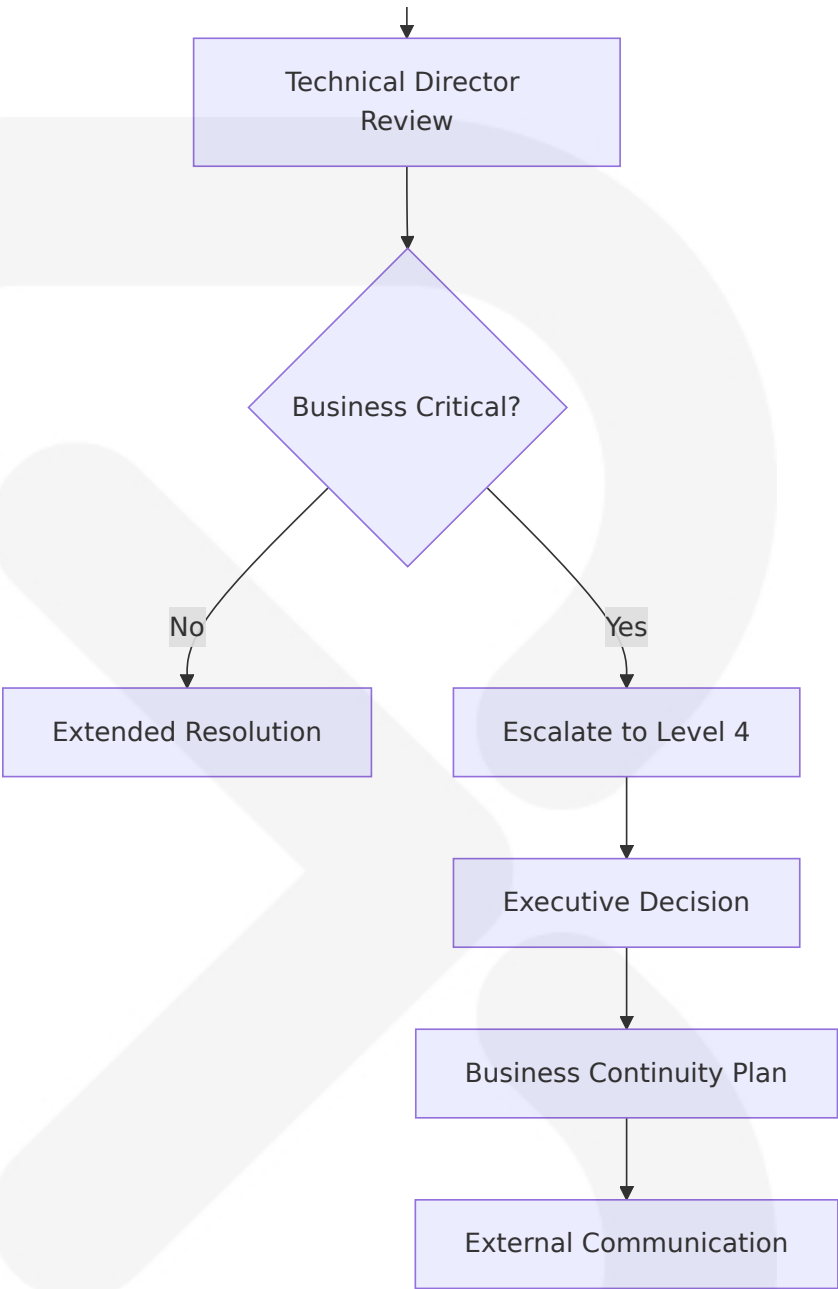 Technical Director
Review
Business Critical?
No
Yes
Extended Resolution
Escalate to Level 4
Executive Decision
Business Continuity Plan
External Communication